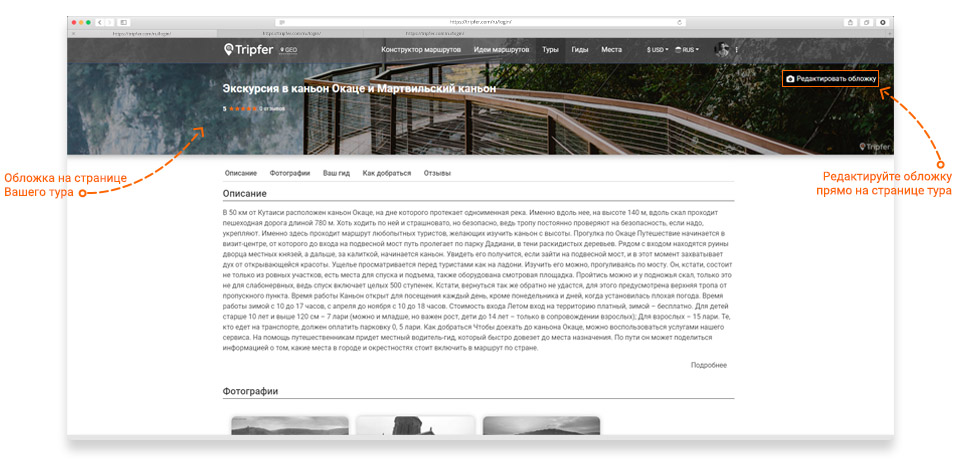 https://tripfer.com/ru/login/
https://tripfer.com/ru/login/ https://tripfer.com/ru/login/ https://tripfer.com/ru/login/
Tripfer GEO Конструктор маршрутов Идеи маршрутов Туры Гиды Места $ USD RUS
Редактировать обложку
Экскурсия в каньон Окаце и Мартвильский каньон
5 0 отзывов
Tripfer
Обложка на странице
Вашего тура
Редактируйте обложку
прямо на странице тура
Описание Фотографии Ваш гид Как добраться Отзывы
Описание
В 50 км от Кутаиси расположен каньон Окаце, на дне которого протекает одноименная река. Именно вдоль нее, на высоте 140 м, вдоль скал проходит
пешеходная дорога длиной 780 м. Хоть ходить по ней и страшновато, но безопасно, ведь тропу постоянно проверяют на безопасность, если надо,
укрепляют. Именно здесь проходит маршрут любопытных туристов, желающих изучить каньон с высоты. Прогулка по Окаце Путешествие начинается в
визит-центре, от которого до входа на подвесной мост путь пролегает по парку Дадиани, в тени раскидистых деревьев. Рядом с входом находятся руины
дворца местных князей, а дальше, за калиткой, начинается каньон. Увидеть его получится, если зайти на подвесной мост, и в этот момент захватывает
дух от открывающейся красоты. Ущелье просматривается перед туристами как на ладони. Изучить его можно, прогуливаясь по мосту. Он, кстати, состоит
не только из ровных участков, есть места для спуска и подъема, также оборудована смотровая площадка. Пройтись можно и у подножья скал, только это
не для слабонервных, ведь спуск включает целых 500 ступенек. Кстати, вернуться так же обратно не удастся, для этого предусмотрена верхняя тропа от
пропускного пункта. Время работы Каньон открыт для посещения каждый день, кроме понедельника и дней, когда установилась плохая погода. Время
работы зимой с 10 до 17 часов, с апреля до ноября с 10 до 18 часов. Стоимость входа Летом вход на территорию платный, зимой – бесплатно. Для детей
старше 10 лет и выше 120 см – 7 лари (можно и младше, но важен рост, дети до 14 лет – только в сопровождении взрослых); Для взрослых – 15 лари. Те,
кто едет на транспорте, должен оплатить парковку 0, 5 лари. Как добраться Чтобы доехать до каньона Окаце, можно воспользоваться услугами нашего
сервиса. На помощь путешественникам придет местный водитель-гид, который быстро довезет до места назначения. По пути он может поделиться
информацией о том, какие места в городе и окрестностях стоит включить в маршрут по стране.
Подробнее
Фотографии